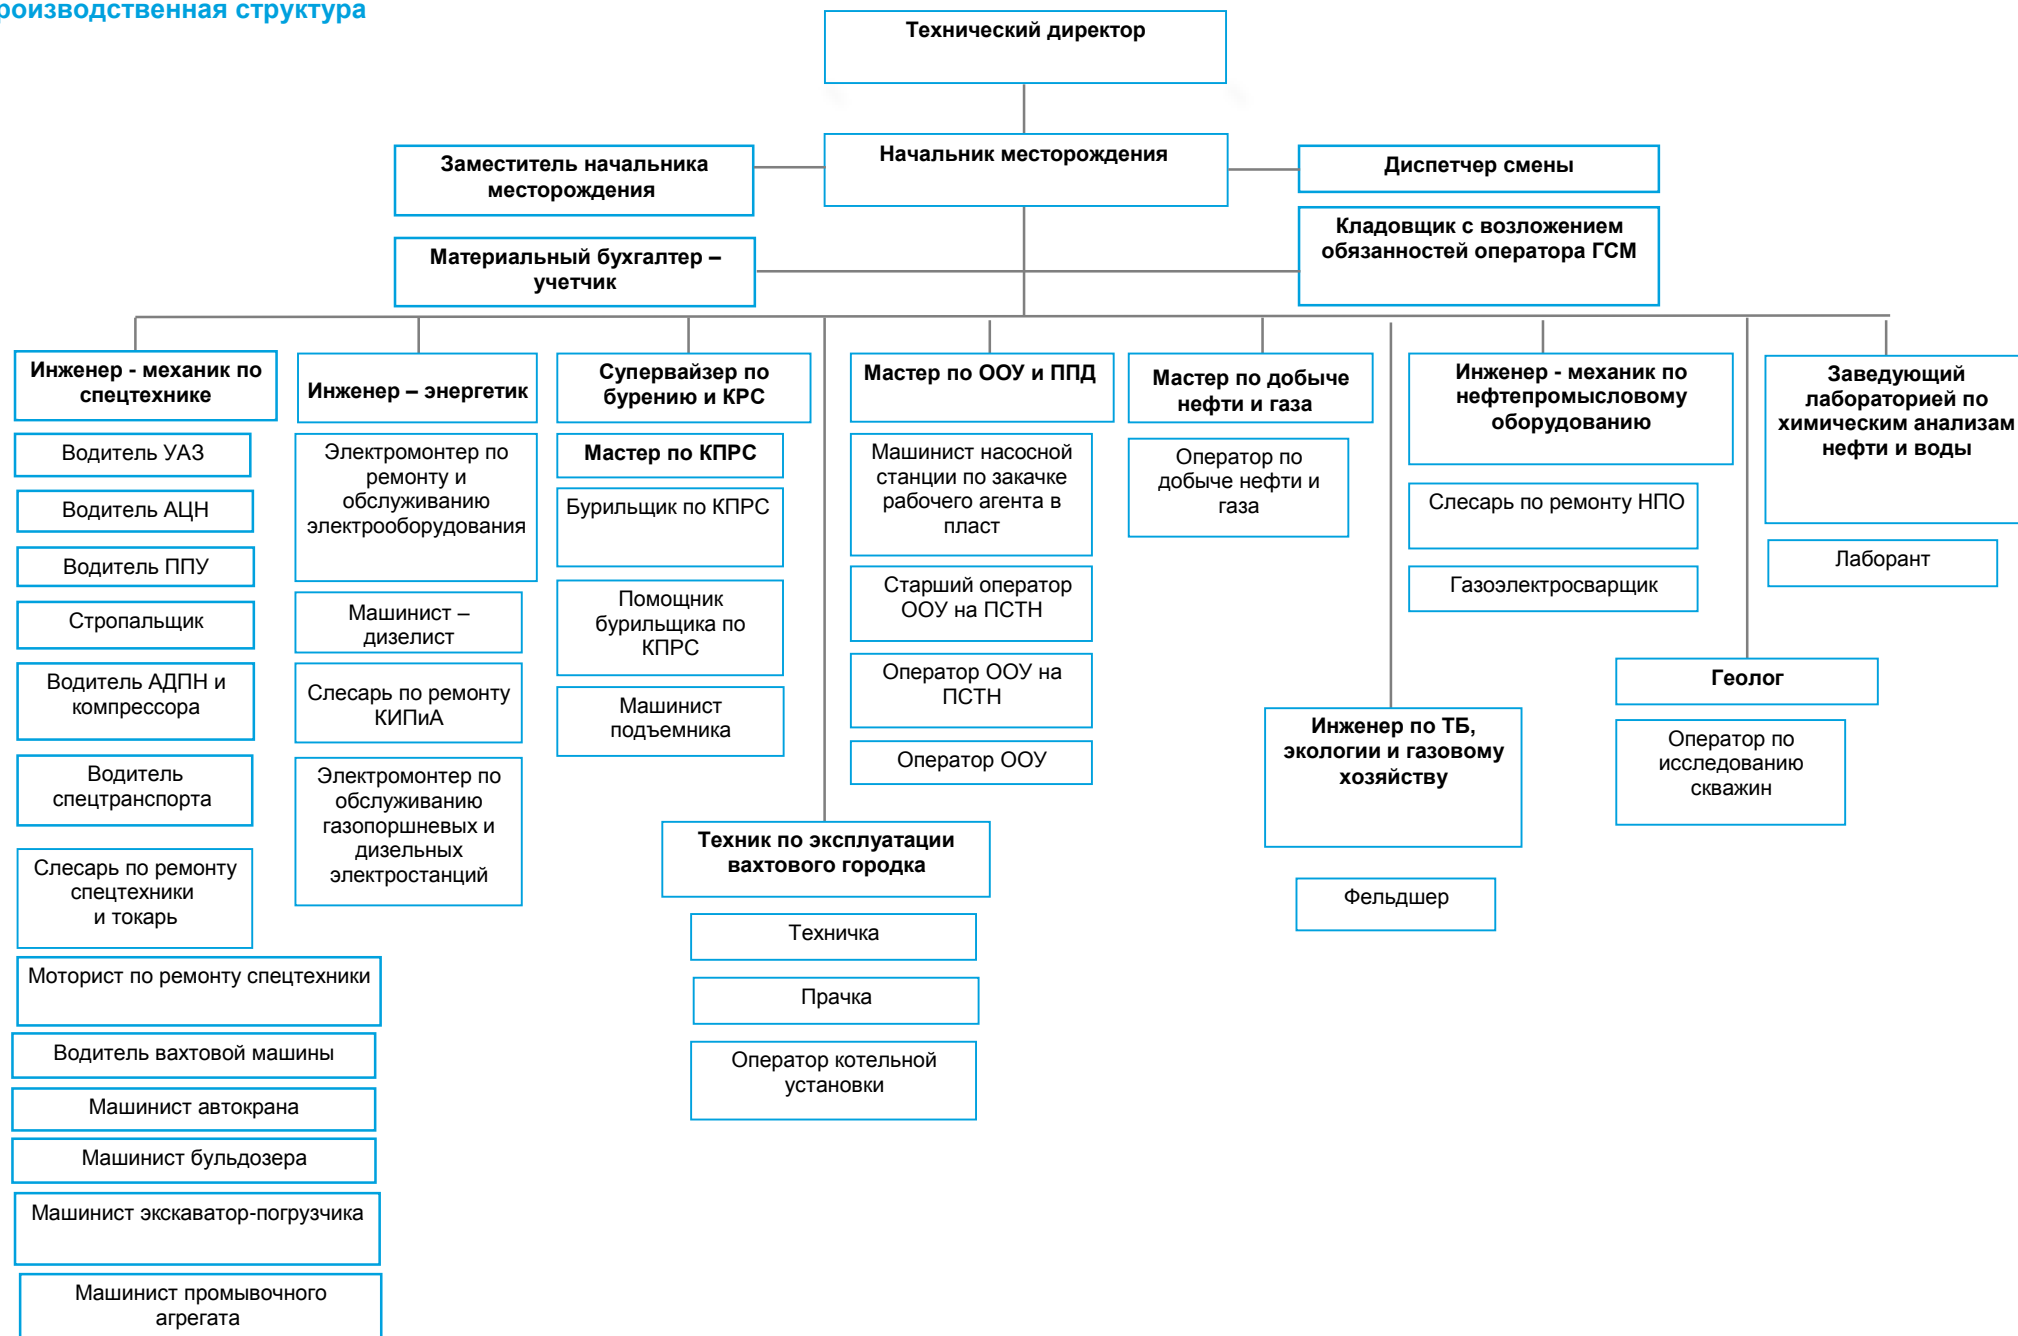 роизводственная структура
Технический директор
Начальник месторождения
Заместитель начальника
месторождения
Диспетчер смены
Материальный бухгалтер –
учетчик
Кладовщик с возложением
обязанностей оператора ГСМ
Инженер - механик по
спецтехнике
Водитель УАЗ
Водитель АЦН
Водитель ППУ
Стропальщик
Водитель АДПН и
компрессора
Водитель
спецтранспорта
Слесарь по ремонту
спецтехники
и токарь
Моторист по ремонту спецтехники
Водитель вахтовой машины
Машинист автокрана
Машинист бульдозера
Машинист экскаватор-погрузчика
Машинист промывочного
агрегата
Инженер – энергетик
Электромонтер по
ремонту и
обслуживанию
электрооборудования
Машинист –
дизелист
Слесарь по ремонту
КИПиА
Электромонтер по
обслуживанию
газопоршневых и
дизельных
электростанций
Супервайзер по
бурению и КРС
Мастер по КПРС
Бурильщик по КПРС
Помощник
бурильщика по
КПРС
Машинист
подъемника
Техник по эксплуатации
вахтового городка
Техничка
Прачка
Оператор котельной
установки
Мастер по ООУ и ППД
Машинист насосной
станции по закачке
рабочего агента в
пласт
Старший оператор
ООУ на ПСТН
Оператор ООУ на
ПСТН
Оператор ООУ
Мастер по добыче
нефти и газа
Оператор по
добыче нефти и
газа
Инженер по ТБ,
экологии и газовому
хозяйству
Фельдшер
Инженер - механик по
нефтепромысловому
оборудованию
Слесарь по ремонту НПО
Газоэлектросварщик
Геолог
Оператор по
исследованию
скважин
Заведующий
лабораторией по
химическим анализам
нефти и воды
Лаборант